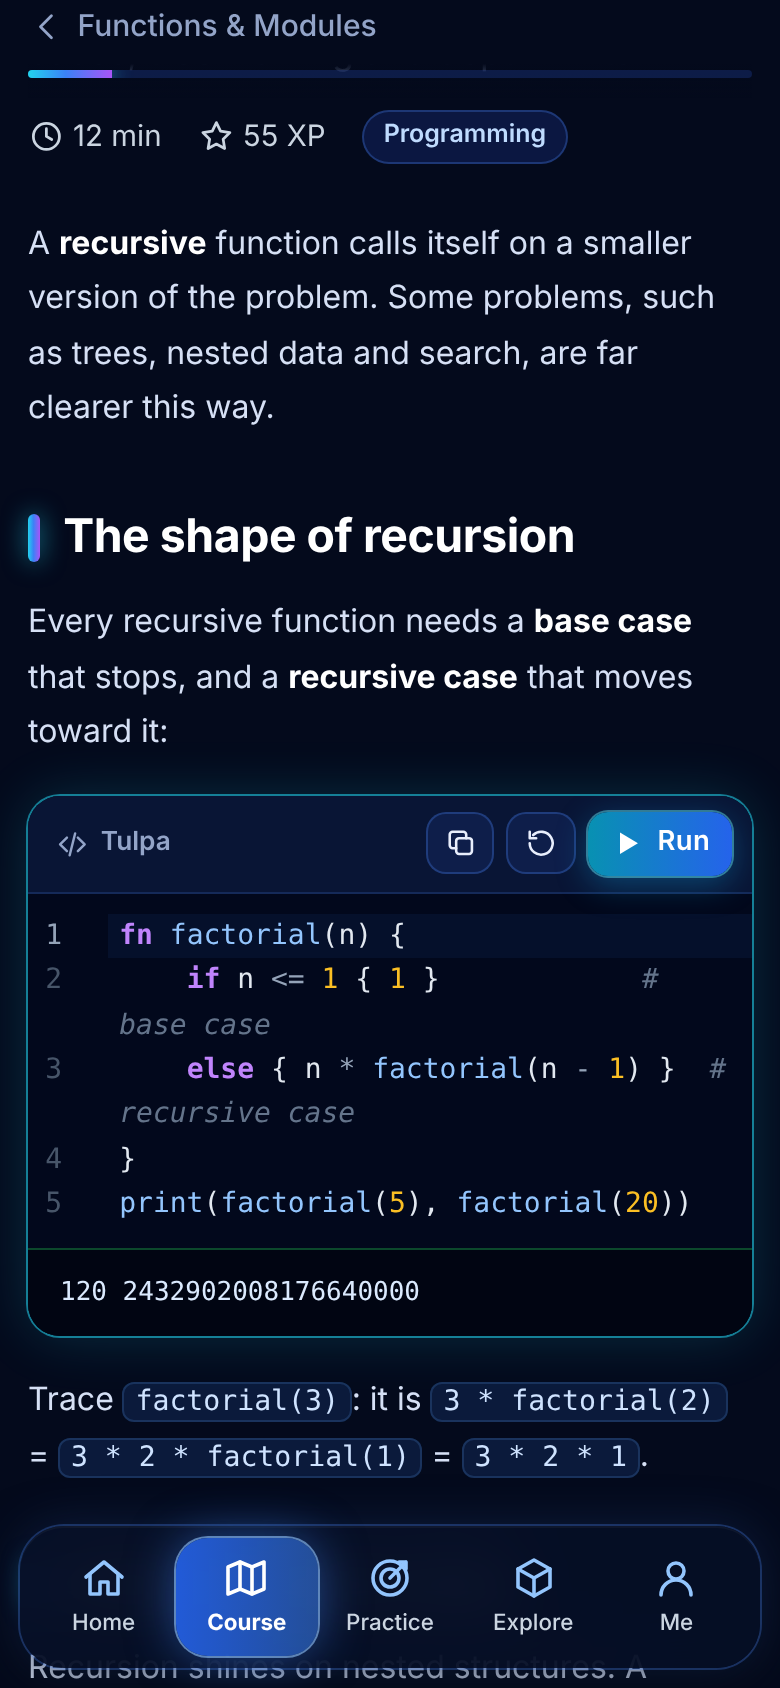 Functions & Modules
12 min 55 XP Programming
A recursive function calls itself on a smaller
version of the problem. Some problems, such
as trees, nested data and search, are far
clearer this way.
The shape of recursion
Every recursive function needs a base case
that stops, and a recursive case that moves
toward it:
</> Tulpa Run
1 fn factorial(n) {
2     if n <= 1 { 1 }            #
base case
3     else { n * factorial(n - 1) }  #
recursive case
4 }
5 print(factorial(5), factorial(20))
120 2432902008176640000
Trace factorial(3): it is 3 * factorial(2)
= 3 * 2 * factorial(1) = 3 * 2 * 1.
Home Course Practice Explore Me
Recursion shines on nested structures. A